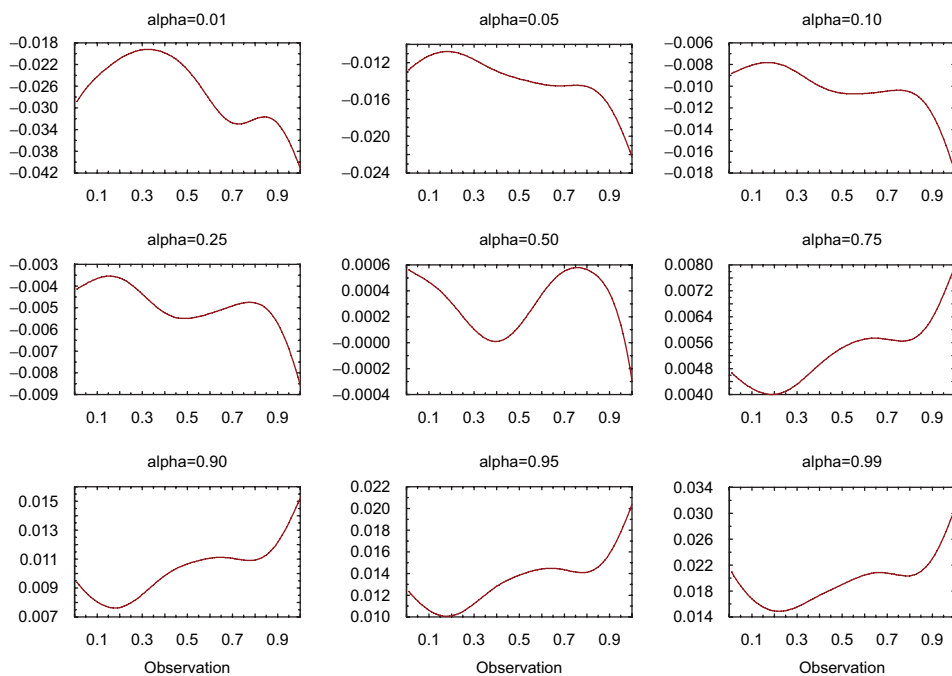 alpha=0.01
−0.018
−0.022
−0.026
−0.030
−0.034
−0.038
−0.042
0.1 0.3 0.5 0.7 0.9
alpha=0.05
−0.012
−0.016
−0.020
−0.024
0.1 0.3 0.5 0.7 0.9
alpha=0.10
−0.006
−0.008
−0.010
−0.012
−0.014
−0.016
−0.018
0.1 0.3 0.5 0.7 0.9
alpha=0.25
−0.003
−0.004
−0.005
−0.006
−0.007
−0.008
−0.009
0.1 0.3 0.5 0.7 0.9
alpha=0.50
0.0006
0.0004
0.0002
−0.0000
−0.0002
−0.0004
0.1 0.3 0.5 0.7 0.9
alpha=0.75
0.0080
0.0072
0.0064
0.0056
0.0048
0.0040
0.1 0.3 0.5 0.7 0.9
alpha=0.90
0.015
0.013
0.011
0.009
0.007
0.1 0.3 0.5 0.7 0.9
Observation
alpha=0.95
0.022
0.020
0.018
0.016
0.014
0.012
0.010
0.1 0.3 0.5 0.7 0.9
Observation
alpha=0.99
0.034
0.030
0.026
0.022
0.018
0.014
0.1 0.3 0.5 0.7 0.9
Observation